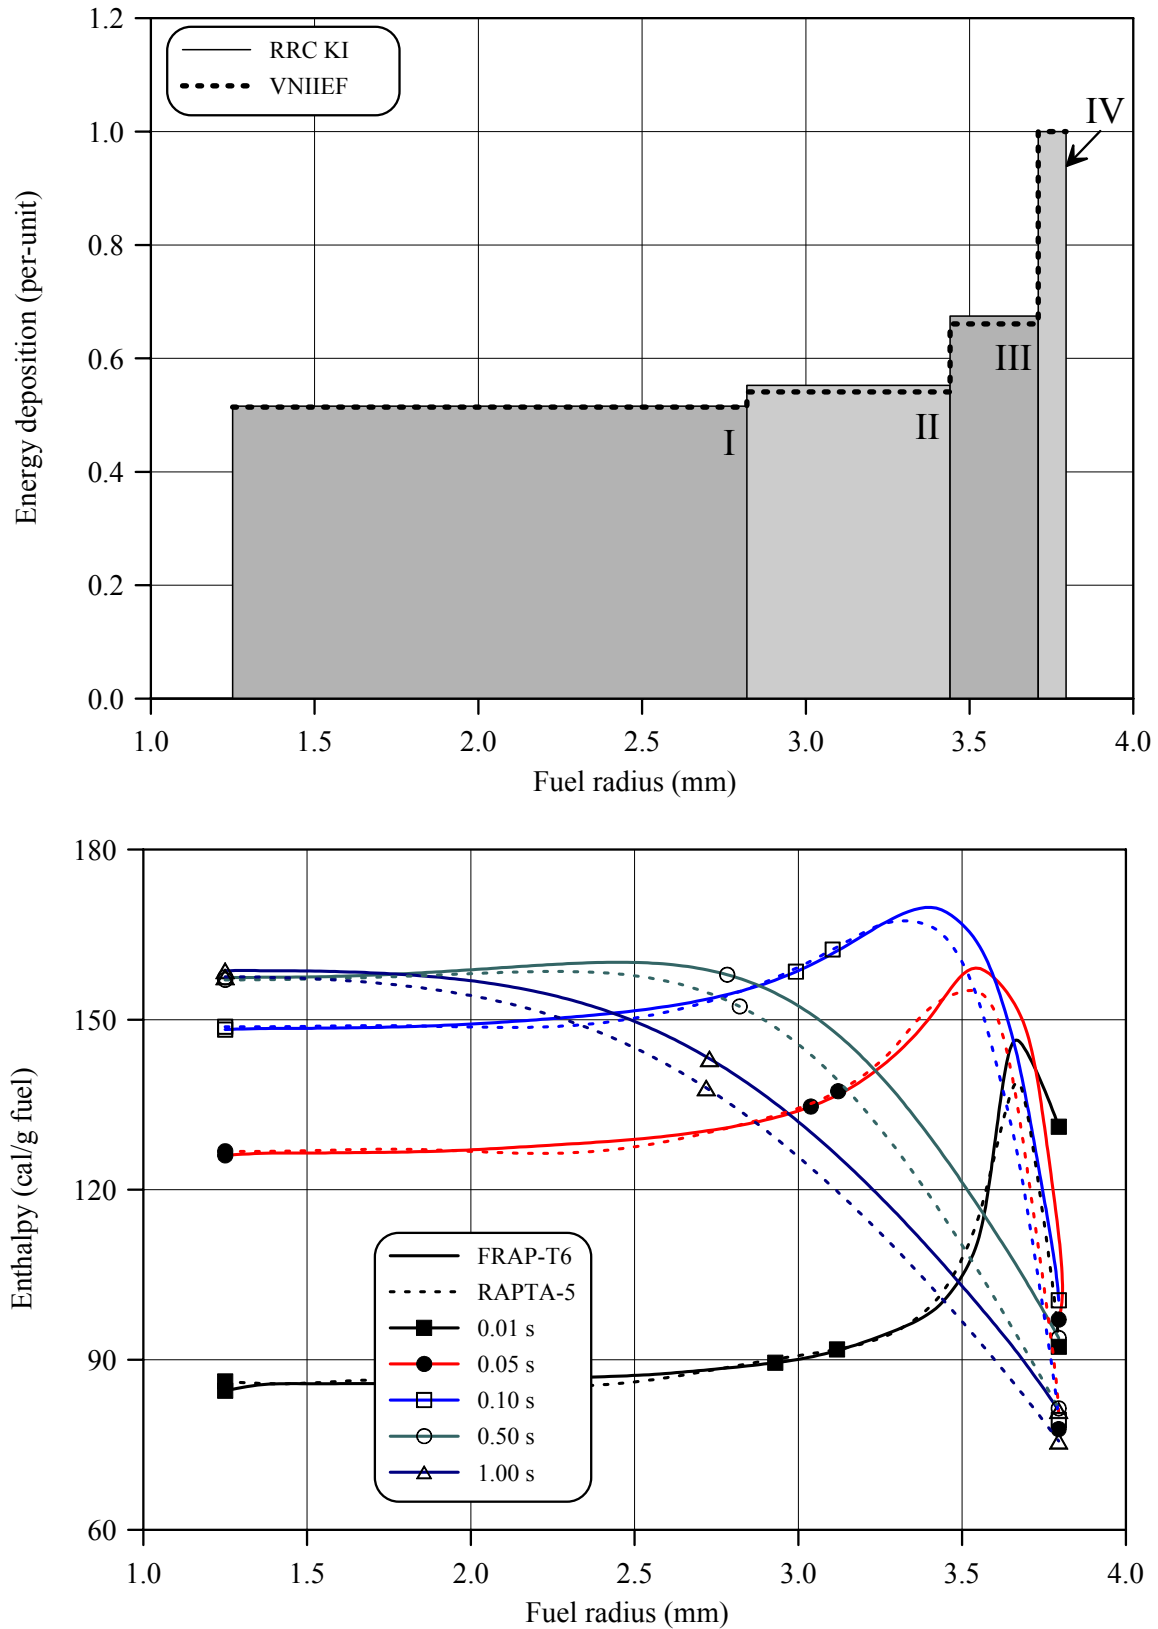 1.2
1.0
0.8
0.6
0.4
0.2
0.0
Energy deposition (per-unit)
RRC KI
VNIIEF
IV
III
II
I
1.0 1.5 2.0 2.5 3.0 3.5 4.0
Fuel radius (mm)
180
150
120
90
60
Enthalpy (cal/g fuel)
FRAP-T6
RAPTA-5
0.01 s
0.05 s
0.10 s
0.50 s
1.00 s
1.0 1.5 2.0 2.5 3.0 3.5 4.0
Fuel radius (mm)